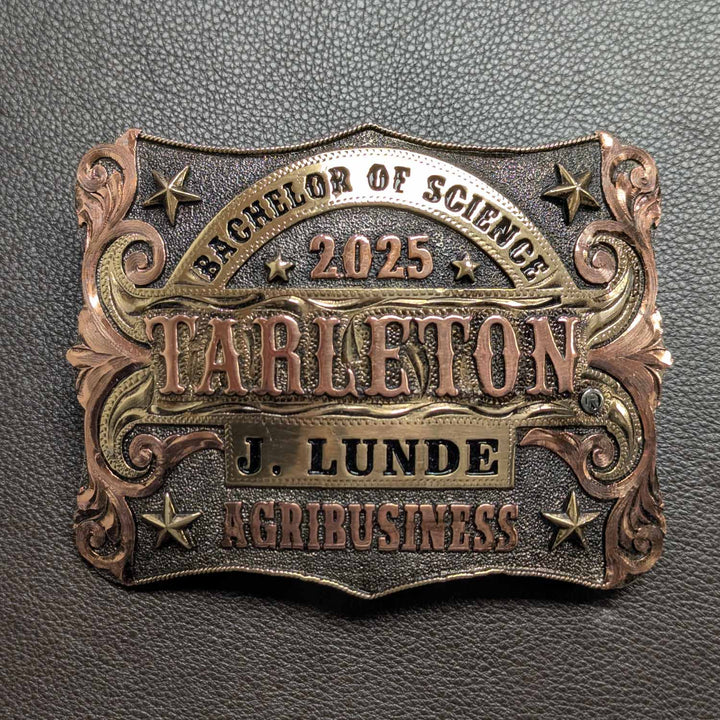 BACHELOR OF SCIENCE
2025
TARLETON ®
J. LUNDE
AGRIBUSINESS